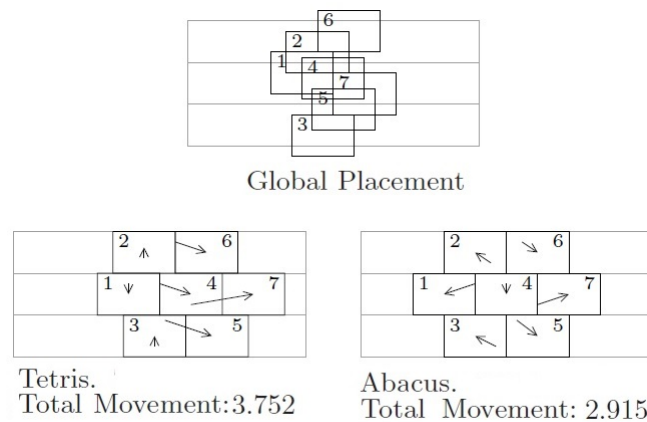 6
2
1
4
7
5
3
Global Placement
2 6
1 4 7
3 5
Tetris.
Total Movement:3.752
2 6
1 4 7
3 5
Abacus.
Total Movement: 2.915